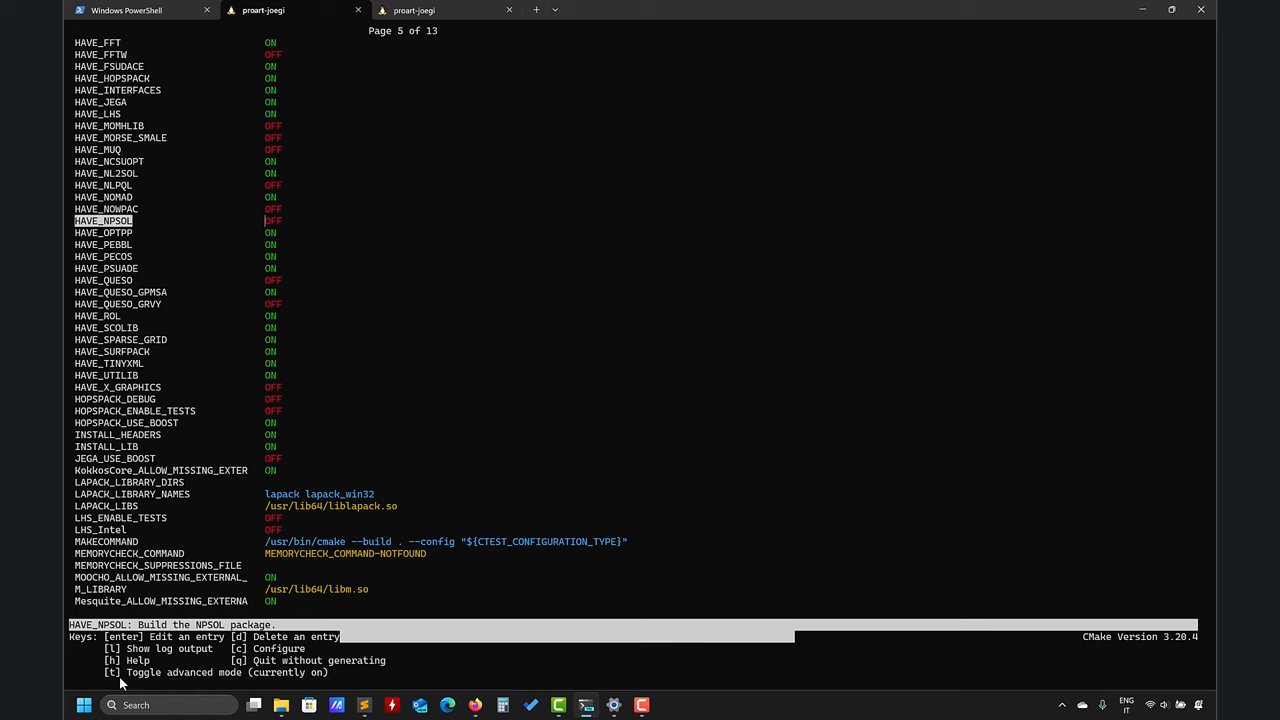 Windows PowerShell
proart-joegi
proart-joegi
Page 5 of 13
HAVE_FFT ON
HAVE_FFTW OFF
HAVE_FSUDACE ON
HAVE_HOPSPACK ON
HAVE_INTERFACES ON
HAVE_JEGA ON
HAVE_LHS ON
HAVE_MOMHLIB OFF
HAVE_MORSE_SMALE OFF
HAVE_MUQ OFF
HAVE_NCSUOPT ON
HAVE_NL2SOL ON
HAVE_NLPQL OFF
HAVE_NOMAD ON
HAVE_NOWPAC OFF
HAVE_NPSOL OFF
HAVE_OPTPP ON
HAVE_PEBBL ON
HAVE_PECOS ON
HAVE_PSUADE ON
HAVE_QUESO OFF
HAVE_QUESO_GPMSA ON
HAVE_QUESO_GRVY OFF
HAVE_ROL ON
HAVE_SCOLIB ON
HAVE_SPARSE_GRID ON
HAVE_SURFPACK ON
HAVE_TINYXML ON
HAVE_UTILIB ON
HAVE_X_GRAPHICS OFF
HOPSPACK_DEBUG OFF
HOPSPACK_ENABLE_TESTS OFF
HOPSPACK_USE_BOOST ON
INSTALL_HEADERS ON
INSTALL_LIB ON
JEGA_USE_BOOST OFF
KokkosCore_ALLOW_MISSING_EXTER ON
LAPACK_LIBRARY_DIRS
LAPACK_LIBRARY_NAMES lapack lapack_win32
LAPACK_LIBS /usr/lib64/liblapack.so
LHS_ENABLE_TESTS OFF
LHS_Intel OFF
MAKECOMMAND /usr/bin/cmake --build . --config "${CTEST_CONFIGURATION_TYPE}"
MEMORYCHECK_COMMAND MEMORYCHECK_COMMAND-NOTFOUND
MEMORYCHECK_SUPPRESSIONS_FILE
MOOCHO_ALLOW_MISSING_EXTERNAL_ ON
M_LIBRARY /usr/lib64/libm.so
Mesquite_ALLOW_MISSING_EXTERNA ON
HAVE_NPSOL: Build the NPSOL package.
Keys: [enter] Edit an entry [d] Delete an entry CMake Version 3.20.4
[l] Show log output [c] Configure
[h] Help [q] Quit without generating
[t] Toggle advanced mode (currently on)
Search
ENG
IT